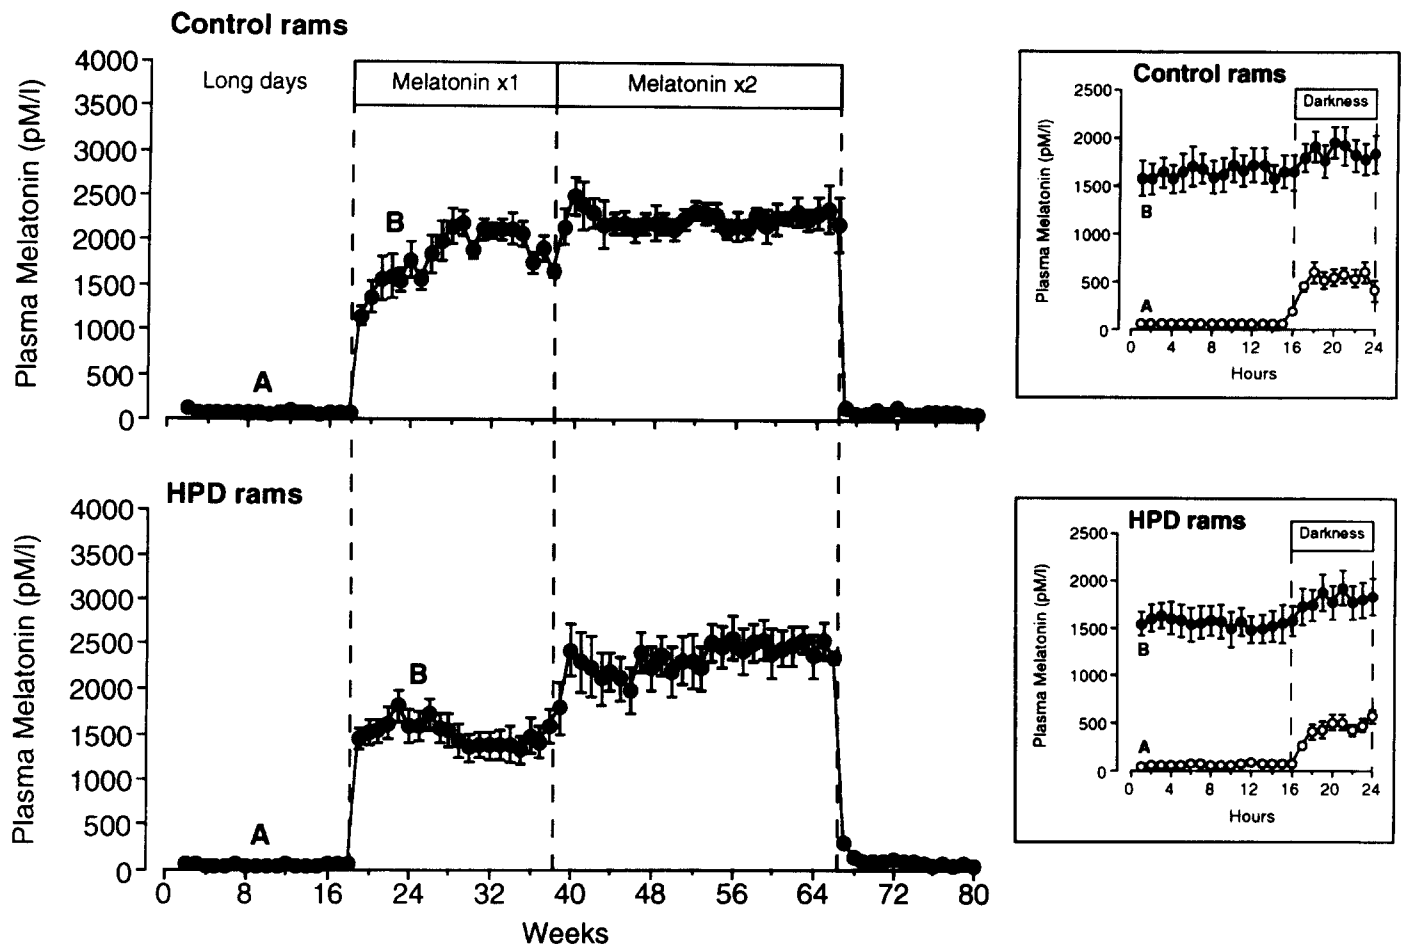 Control rams
Plasma Melatonin (pM/l)
4000
3500
3000
2500
2000
1500
1000
500
0
Long days
Melatonin x1
Melatonin x2
A
B
Control rams
Plasma Melatonin (pM/l)
2500
2000
1500
1000
500
0
Darkness
B
A
0 4 8 12 16 20 24
Hours
HPD rams
Plasma Melatonin (pM/l)
4000
3500
3000
2500
2000
1500
1000
500
0
A
B
0 8 16 24 32 40 48 56 64 72 80
Weeks
HPD rams
Plasma Melatonin (pM/l)
2500
2000
1500
1000
500
0
Darkness
B
A
0 4 8 12 16 20 24
Hours